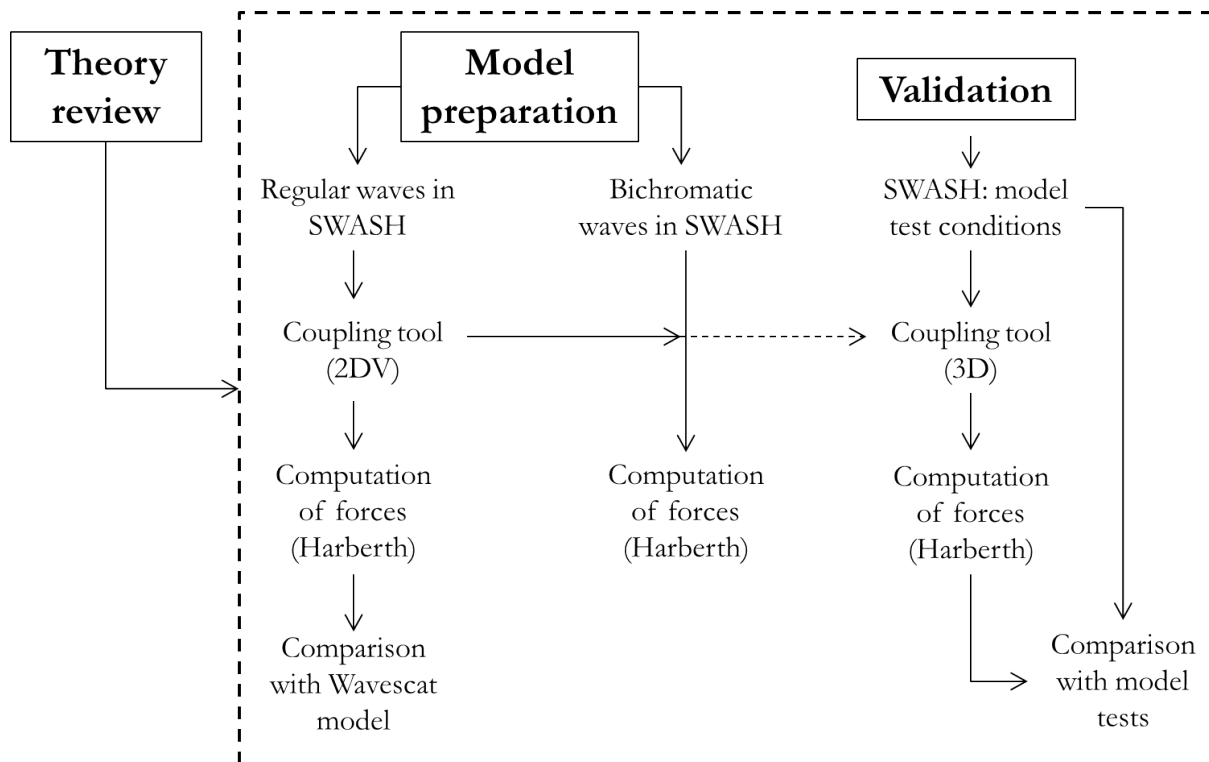 Theory
review
Model
preparation
Validation
Regular waves in
SWASH
Bichromatic
waves in SWASH
SWASH: model
test conditions
Coupling tool
(2DV)
Coupling tool
(3D)
Computation
of forces
(Harberth)
Computation
of forces
(Harberth)
Computation
of forces
(Harberth)
Comparison
with Wavescat
model
Comparison
with model
tests